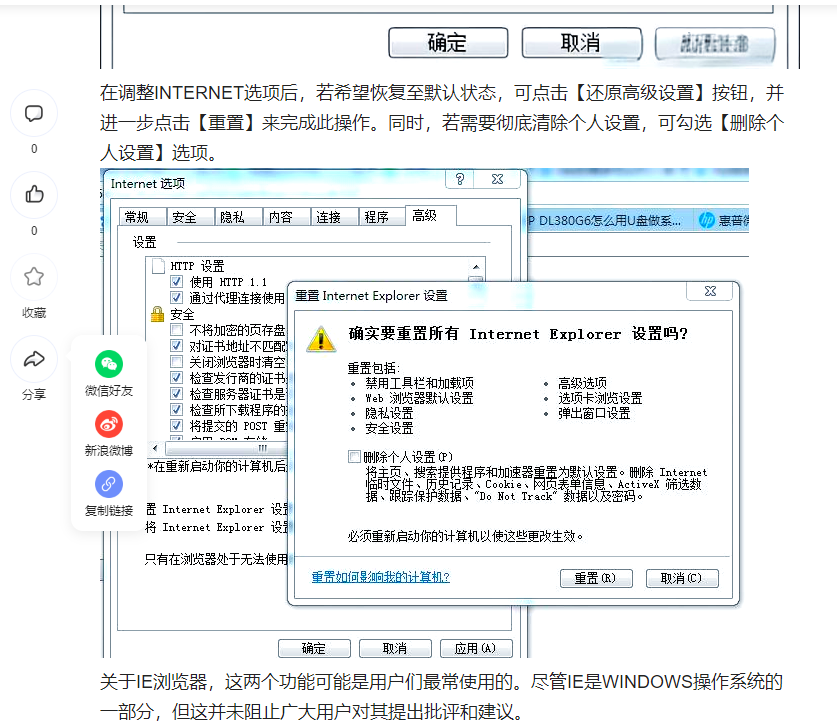 确定
取消
在调整INTERNET选项后，若希望恢复至默认状态，可点击【还原高级设置】按钮，并
进一步点击【重置】来完成此操作。同时，若需要彻底清除个人设置，可勾选【删除个
人设置】选项。
0
0
收藏
分享
微信好友
新浪微博
复制链接
Internet 选项
常规 安全 隐私 内容 连接 程序 高级
P DL380G6怎么用U盘做系...
hp 惠普微
设置
HTTP 设置
使用 HTTP 1.1
通过代理连接使用
安全
不将加密的页存盘
对证书地址不匹配
关闭浏览器时清空
检查发行商的证书
检查服务器证书是
检查所下载程序的
将提交的 POST 重
*在重新启动你的计算机后
置 Internet Explorer 设置
将 Internet Explorer 设置
只有在浏览器处于无法使用
确定 取消 应用(A)
重置 Internet Explorer 设置
确实要重置所有 Internet Explorer 设置吗?
重置包括:
禁用工具栏和加载项
Web 浏览器默认设置
隐私设置
安全设置
高级选项
选项卡浏览设置
弹出窗口设置
删除个人设置(P)
将主页、搜索提供程序和加速器重置为默认设置。删除 Internet
临时文件、历史记录、Cookie、网页表单信息、ActiveX 筛选数
据、跟踪保护数据、"Do Not Track" 数据以及密码。
必须重新启动你的计算机以使这些更改生效。
重置如何影响我的计算机?
重置(R) 取消(C)
关于IE浏览器，这两个功能可能是用户们最常使用的。尽管IE是WINDOWS操作系统的
一部分，但这并未阻止广大用户对其提出批评和建议。